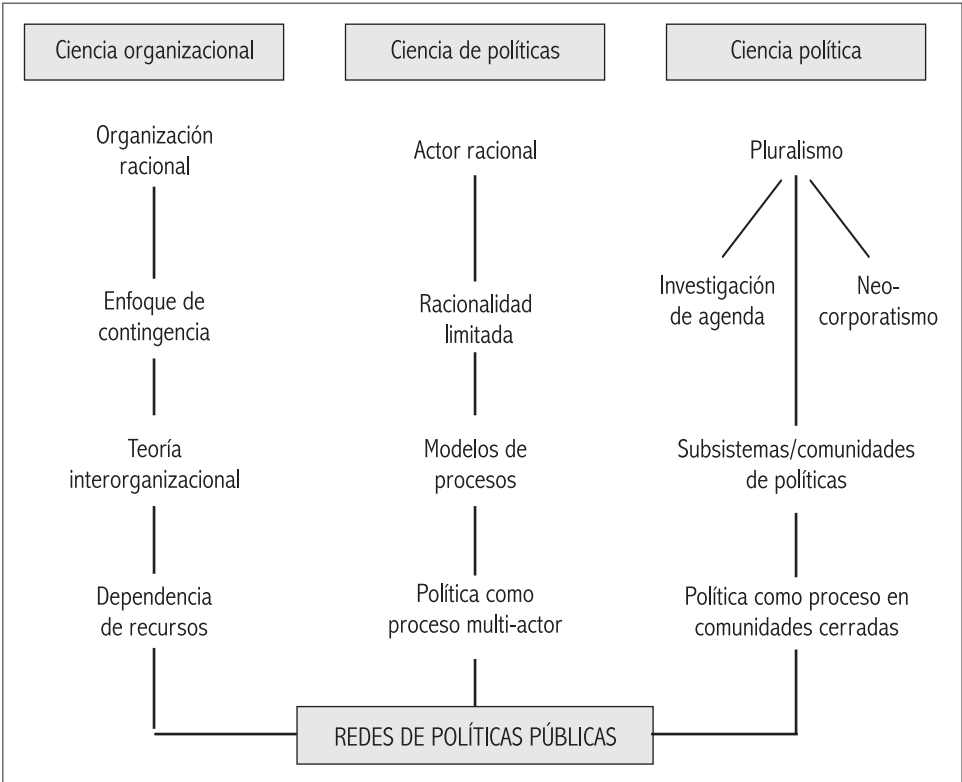 Ciencia organizacional
Ciencia de políticas
Ciencia política
Organización
racional
Actor racional
Pluralismo
Investigación
de agenda
Neo-
corporatismo
Enfoque de
contingencia
Racionalidad
limitada
Teoría
interorganizacional
Modelos de
procesos
Subsistemas/comunidades
de políticas
Dependencia
de recursos
Política como
proceso multi-actor
Política como proceso en
comunidades cerradas
REDES DE POLÍTICAS PÚBLICAS